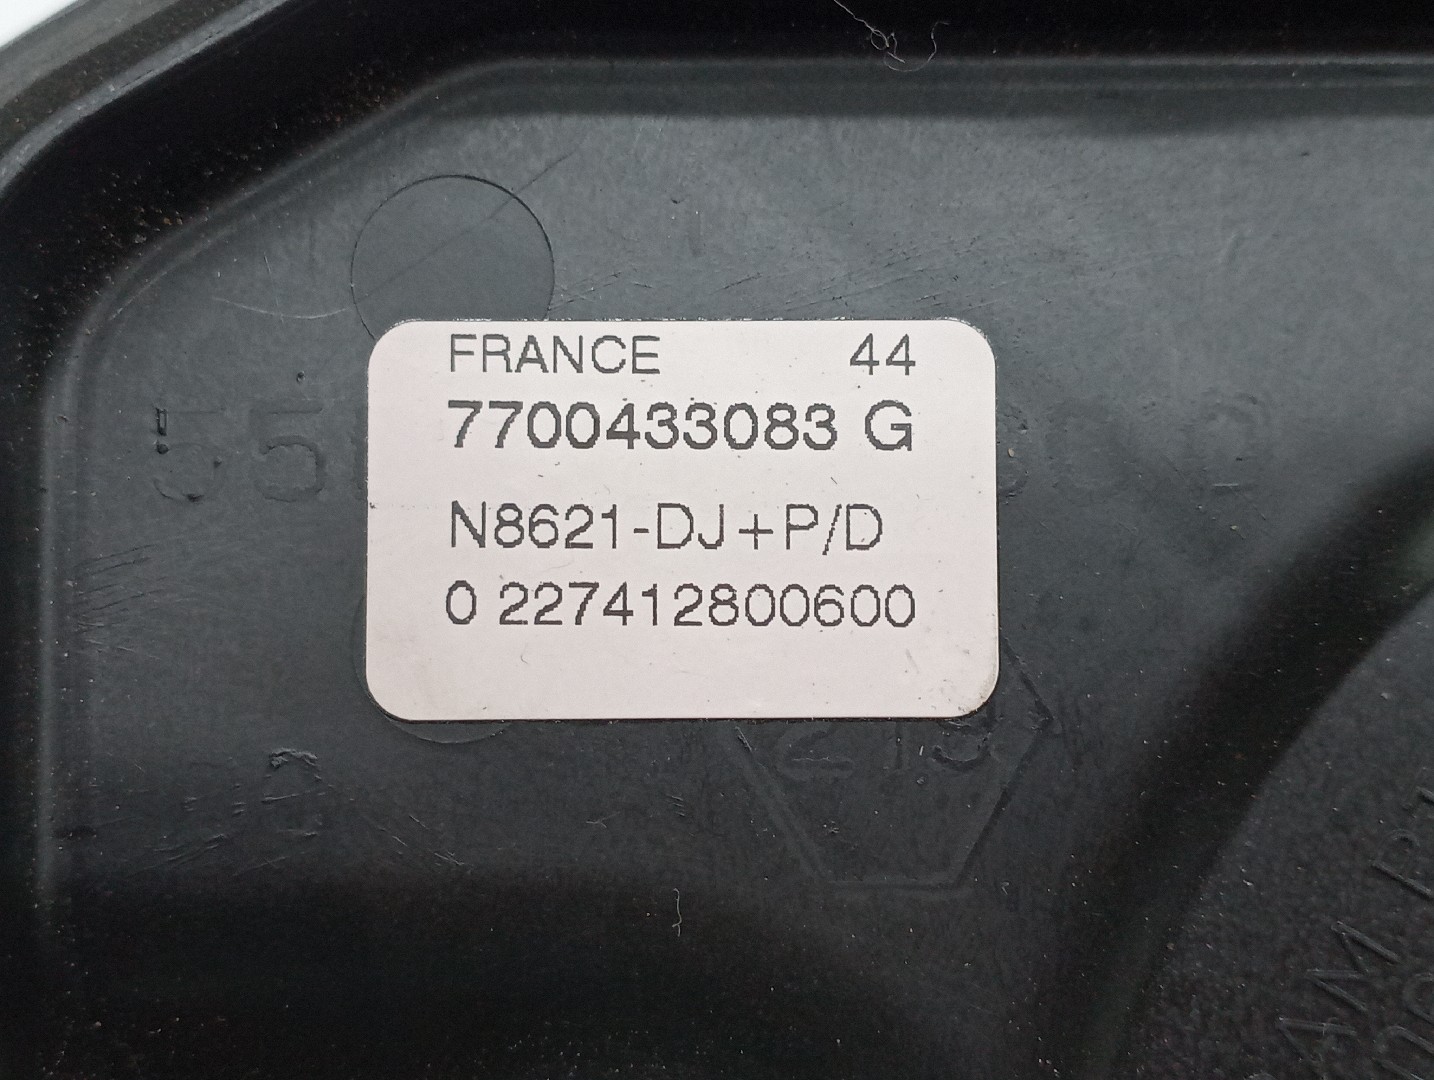 FRANCE 44
7700433083 G
N8621-DJ+P/D
0 227412800600